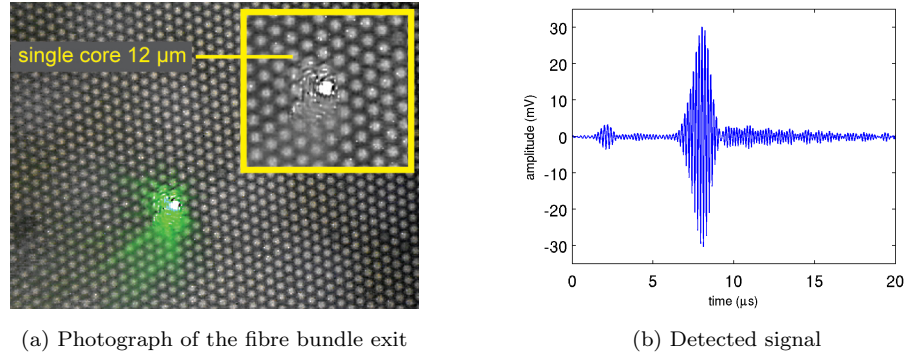 single core 12 µm
30
20
10
0
-10
-20
-30
amplitude (mV)
0
5
10
15
20
time (µs)
(a) Photograph of the fibre bundle exit
(b) Detected signal